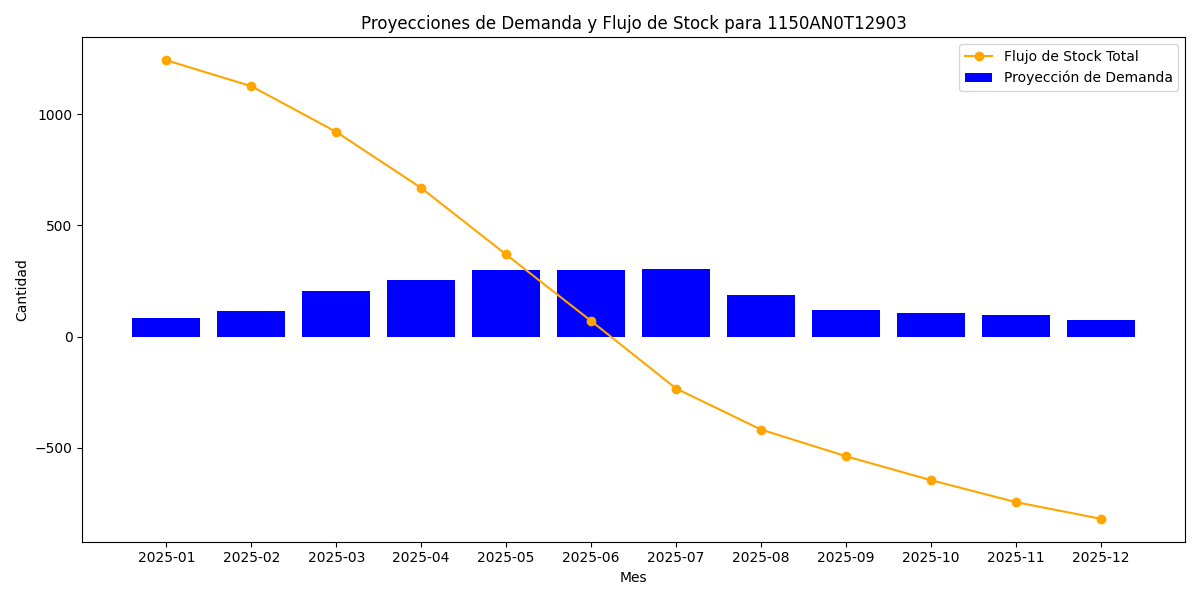 Proyecciones de Demanda y Flujo de Stock para 1150AN0T12903
Flujo de Stock Total
Proyección de Demanda
Cantidad
1000
500
0
−500
2025-01 2025-02 2025-03 2025-04 2025-05 2025-06 2025-07 2025-08 2025-09 2025-10 2025-11 2025-12
Mes